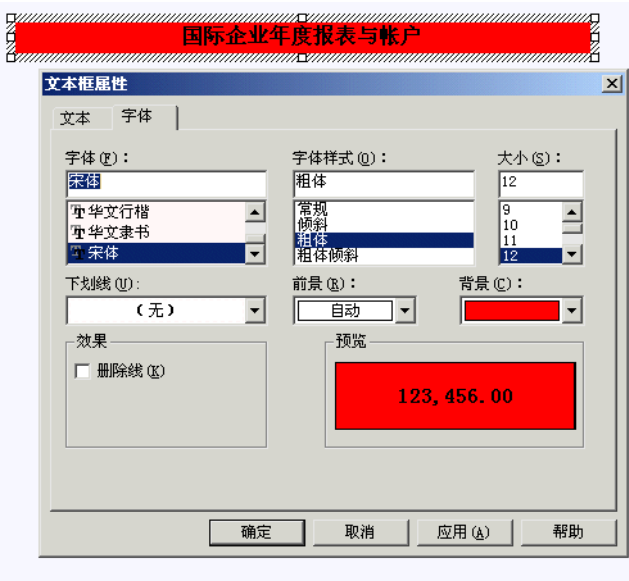 国际企业年度报表与帐户
文本框属性
文本 字体
字体(F)： 字体样式(O)： 大小(S)：
宋体 粗体 12
华文行楷 常规 9
华文隶书 倾斜 10
宋体 粗体 11
粗体倾斜 12
下划线(U): 前景(R)： 背景(C)：
(无) 自动
效果 预览
删除线(K)
123,456.00
确定 取消 应用(A) 帮助